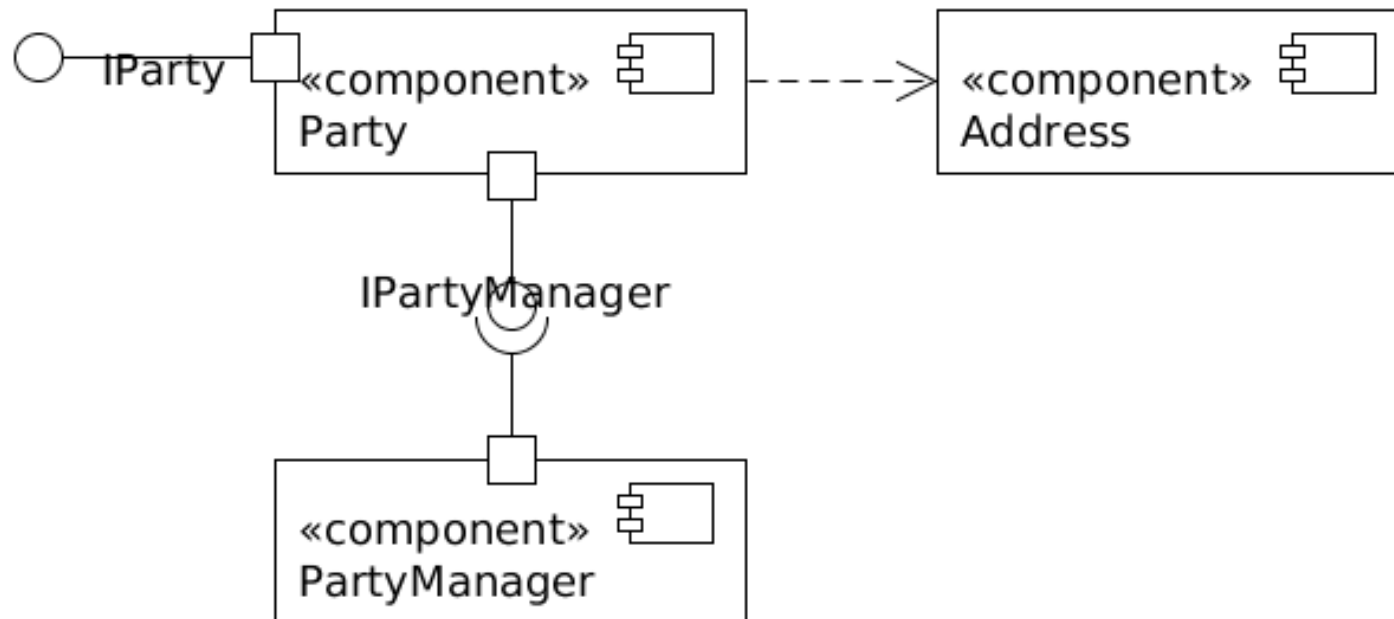 IParty
«component»
Party
«component»
Address
IPartyManager
«component»
PartyManager